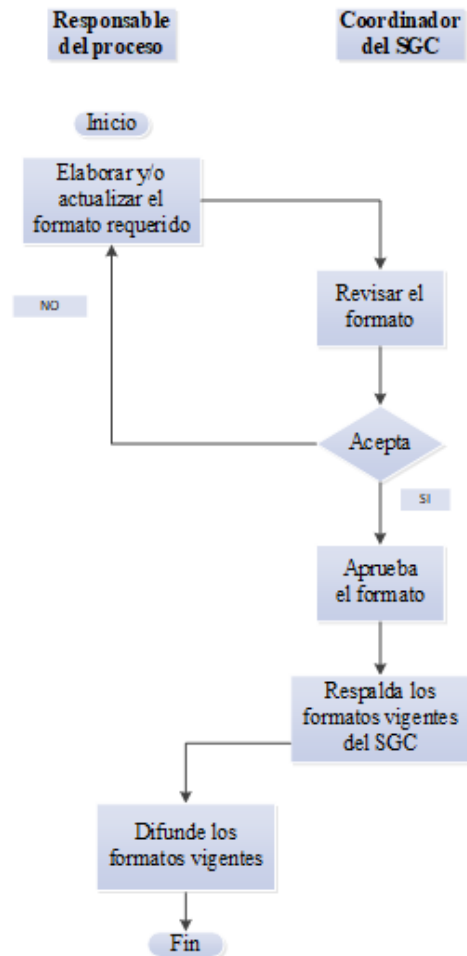 Responsable
del proceso
Coordinador
del SGC
Inicio
Elaborar y/o
actualizar el
formato requerido
NO
Revisar el
formato
Acepta
SI
Aprueba
el formato
Respalda los
formatos vigentes
del SGC
Difunde los
formatos vigentes
Fin